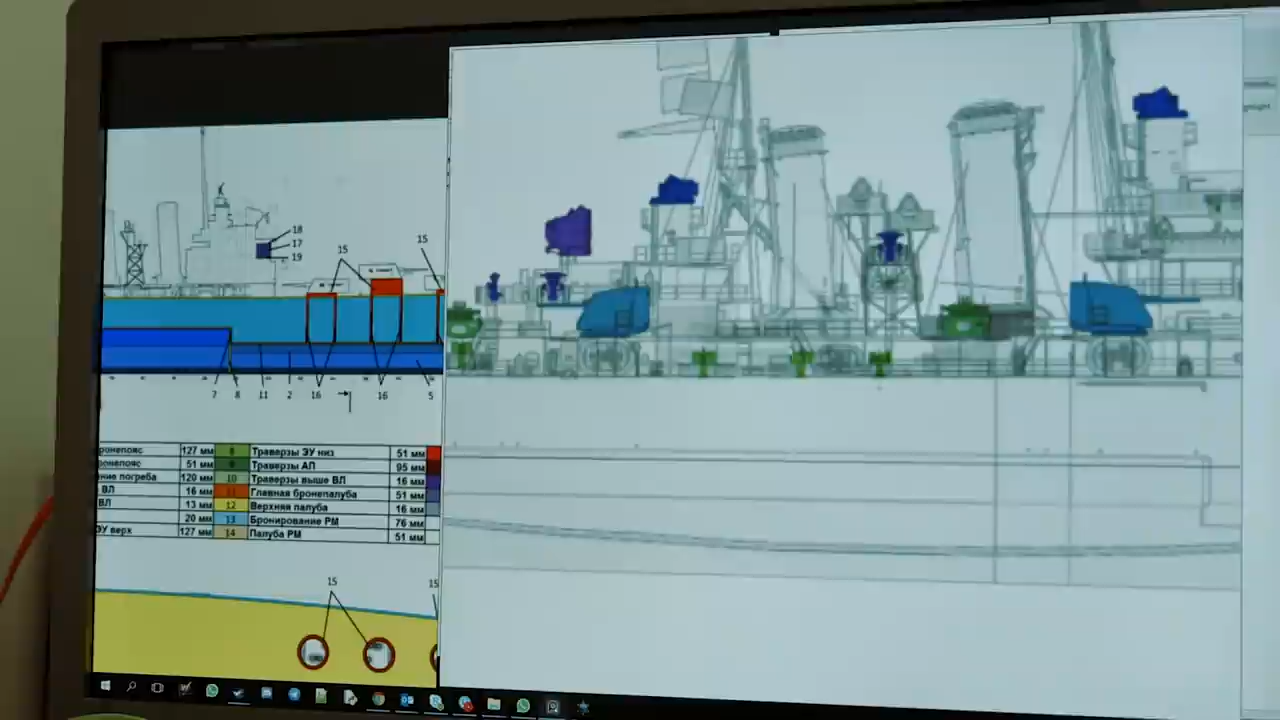 18
15
15
17
19
7
8
11
2
16
16
5
ронепояс 127 мм 8 Траверзы ЭУ низ 51 мм
ронепояс 51 мм 9 Траверзы АП 95 мм
ние погреба 120 мм 10 Траверзы выше ВЛ 16 мм
ВЛ 16 мм 11 Главная бронепалуба 51 мм
ВЛ 13 мм 12 Верхняя палуба 16 мм
20 мм 13 Бронирование РМ 76 мм
ЭУ верх 127 мм 14 Палуба РМ 51 мм
15
15